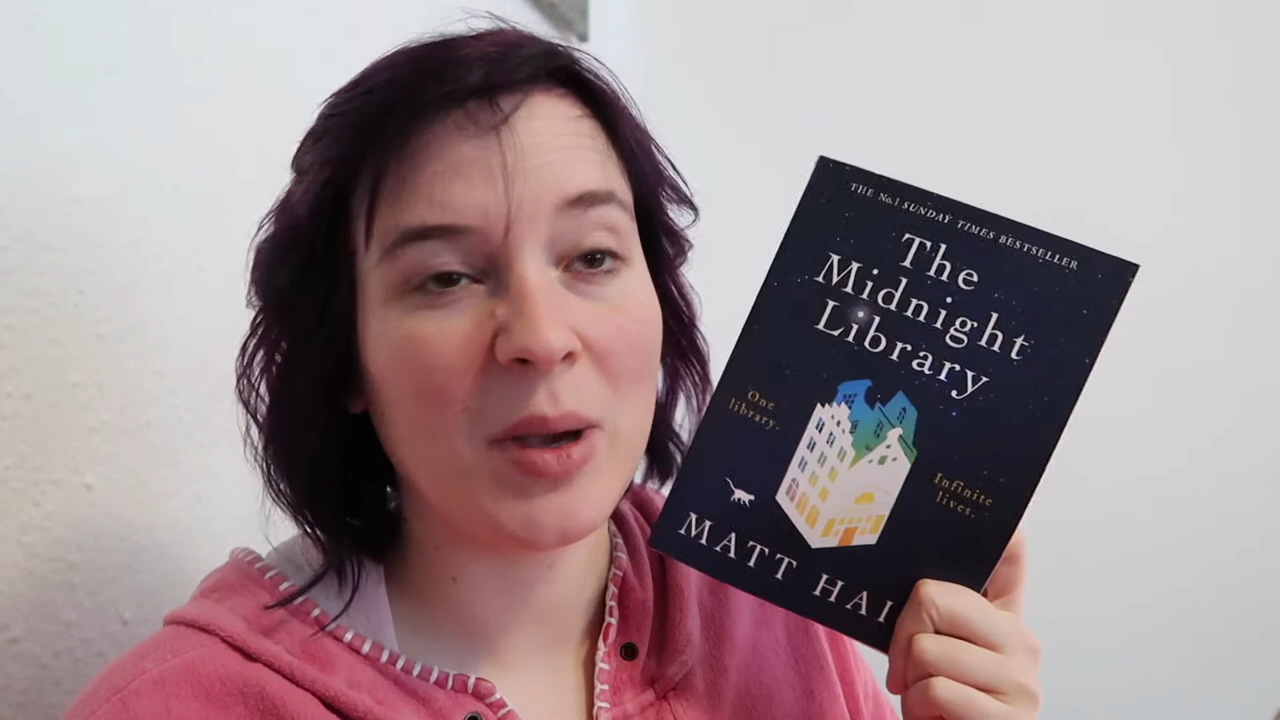 THE No.1 SUNDAY TIMES BESTSELLER
The
Midnight
Library
One
library.
Infinite
lives.
MATT HAI